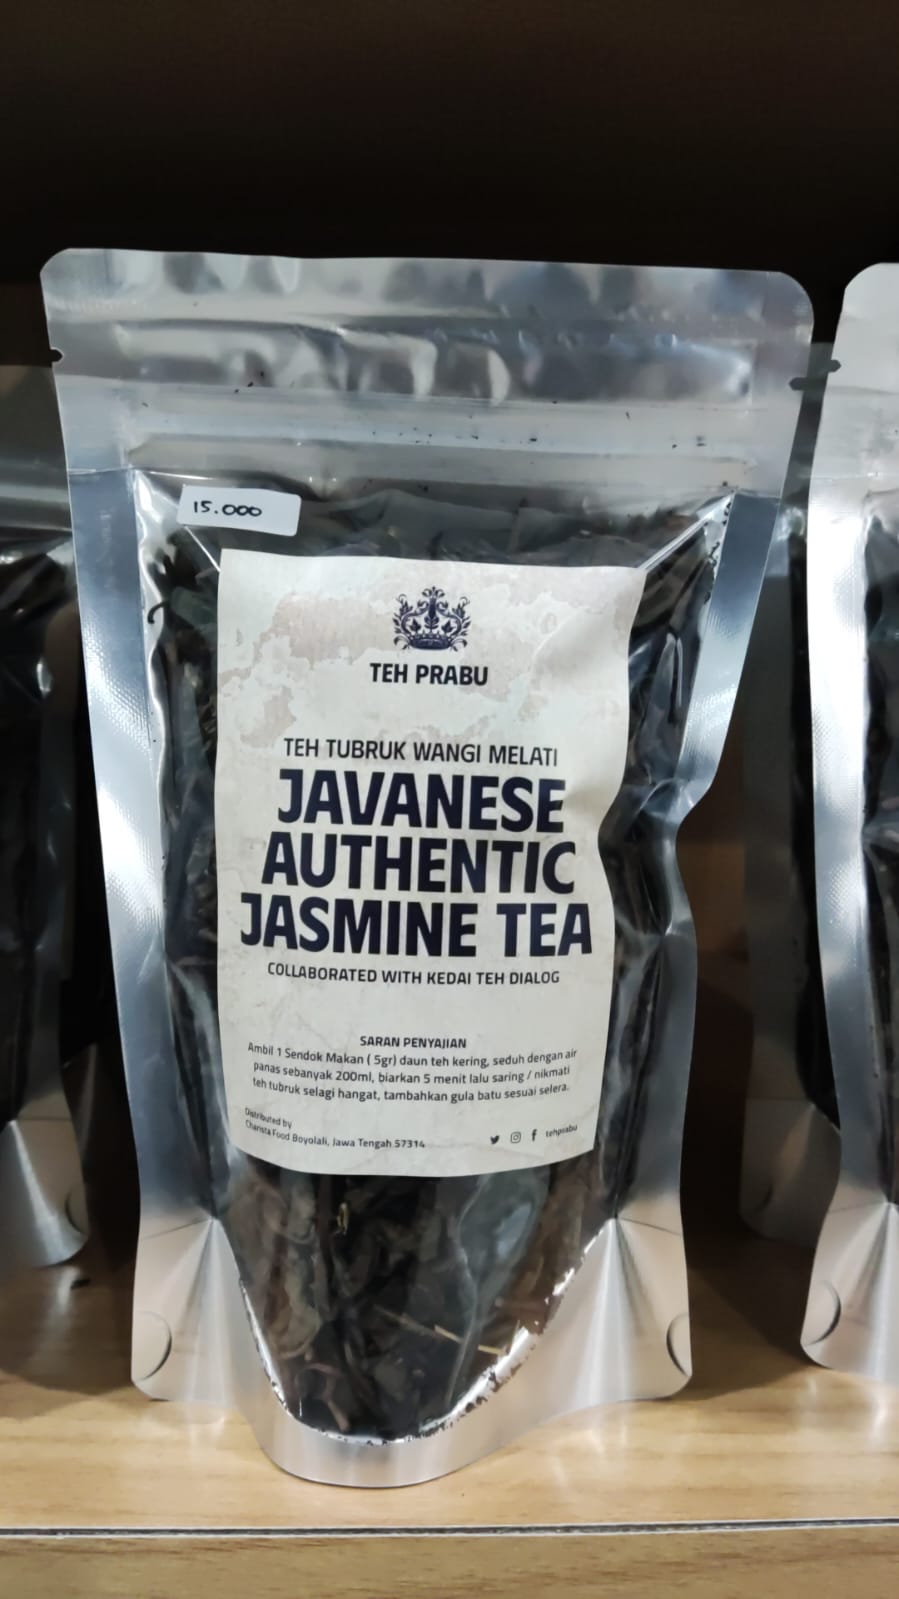 15.000
TEH PRABU
TEH TUBRUK WANGI MELATI
JAVANESE
AUTHENTIC
JASMINE TEA
COLLABORATED WITH KEDAI TEH DIALOG
SARAN PENYAJIAN
Ambil 1 Sendok Makan ( 5gr) daun teh kering, seduh dengan air
panas sebanyak 200ml, biarkan 5 menit lalu saring / nikmati
teh tubruk selagi hangat, tambahkan gula batu sesuai selera.
Distributed by
Charista Food Boyolali, Jawa Tengah 57314
tehprabu